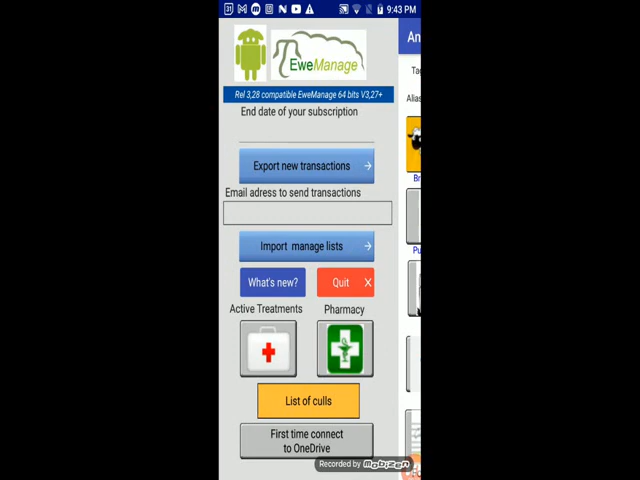 31
9:43 PM
EweManage
An
Rel 3,28 compatible EweManage 64 bits V3,27+
Ta
End date of your subscription
Alias
Export new transactions
Br
Email adress to send transactions
Import manage lists
Pu
What's new?
Quit X
Active Treatments
Pharmacy
List of culls
First time connect
to OneDrive
Recorded by mobizen